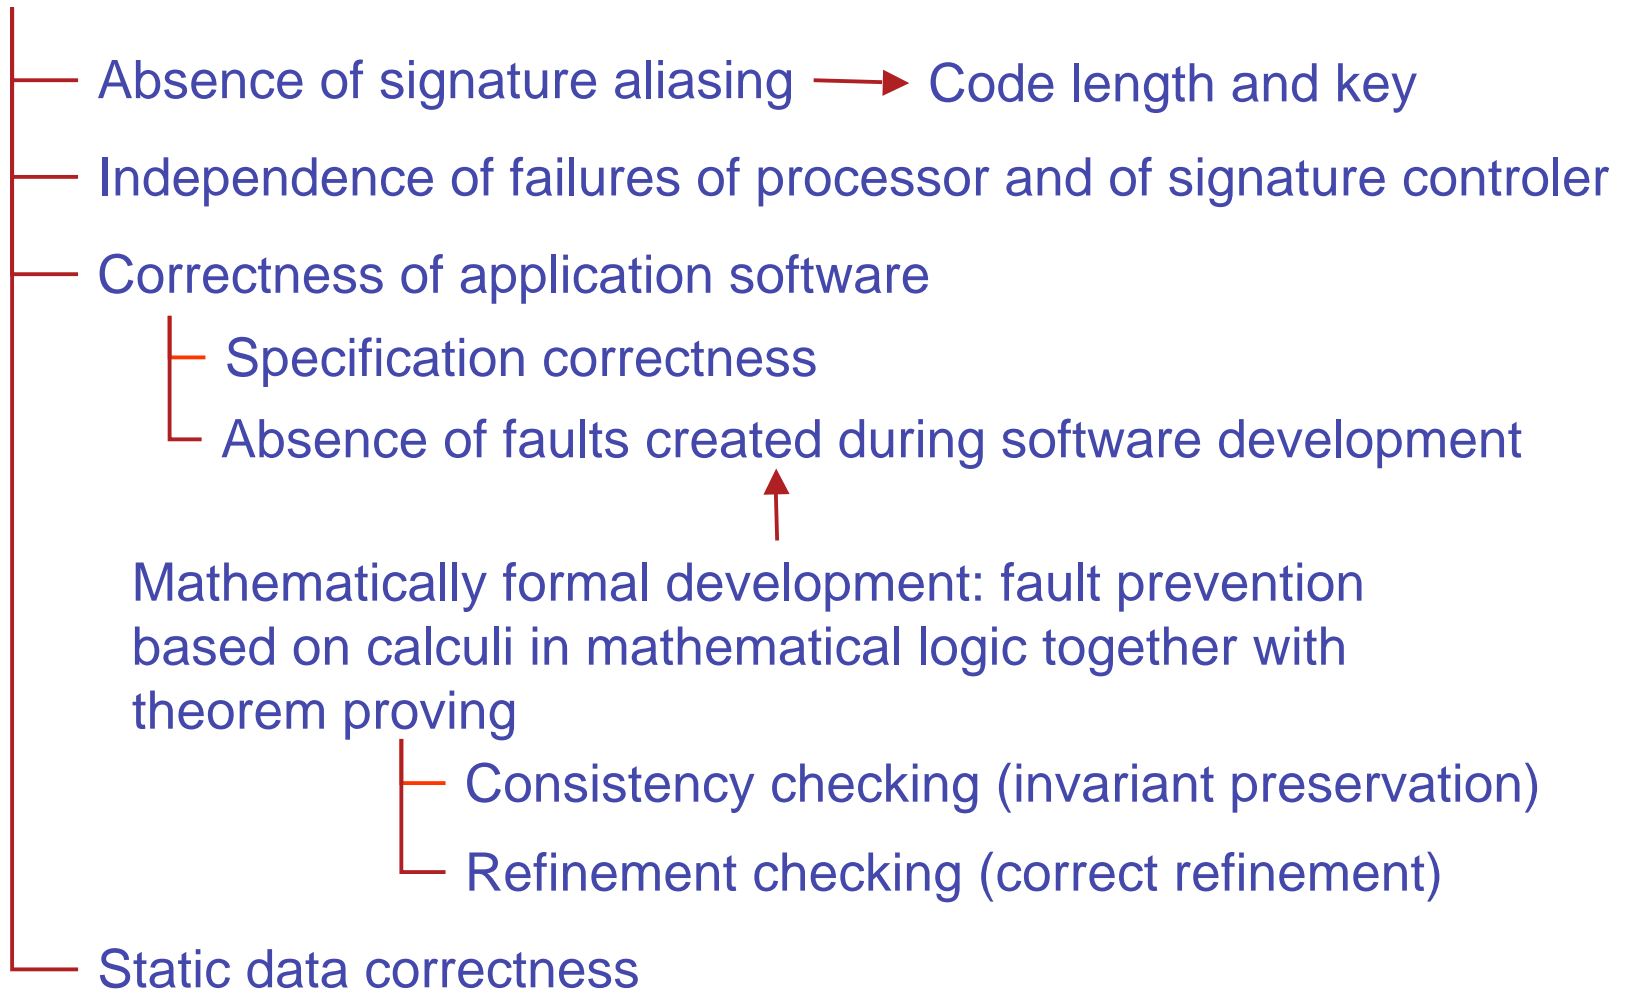 Absence of signature aliasing Code length and key
Independence of failures of processor and of signature controler
Correctness of application software
Specification correctness
Absence of faults created during software development
Mathematically formal development: fault prevention
based on calculi in mathematical logic together with
theorem proving
Consistency checking (invariant preservation)
Refinement checking (correct refinement)
Static data correctness